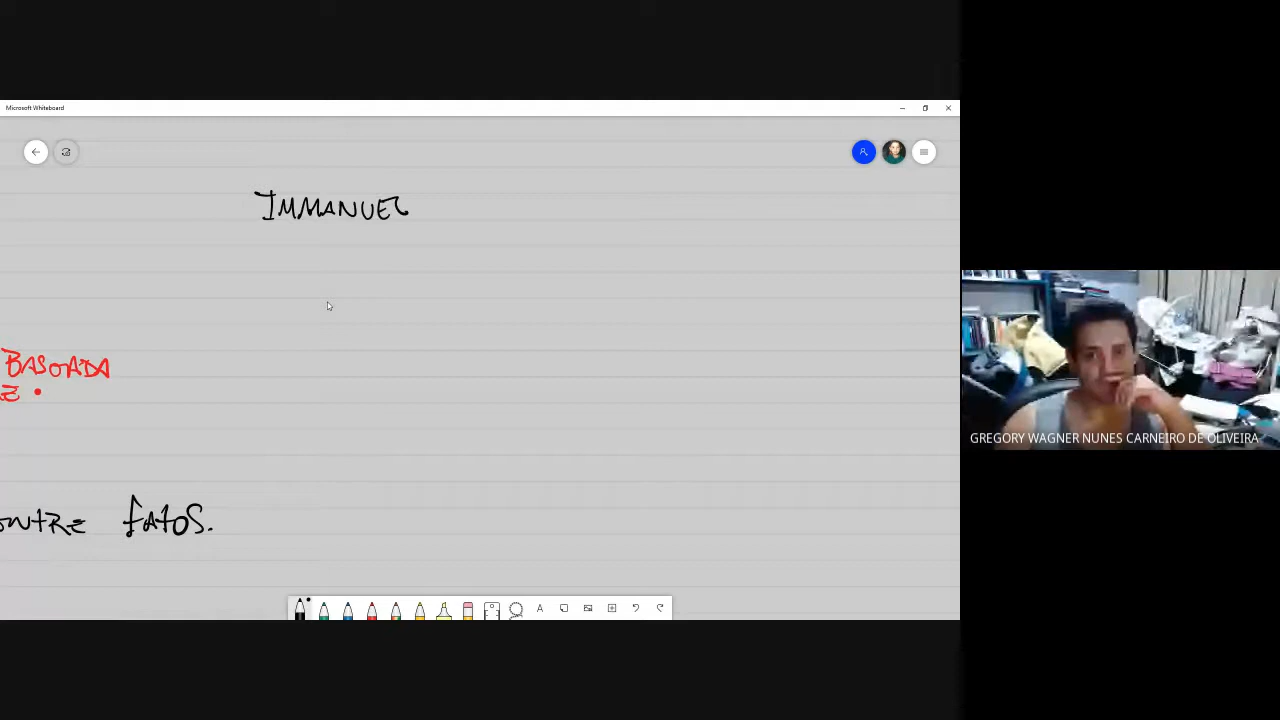 Microsoft Whiteboard
IMMANUEL
BASEADA
E
ONTRE FATOS.
GREGORY WAGNER NUNES CARNEIRO DE OLIVEIRA